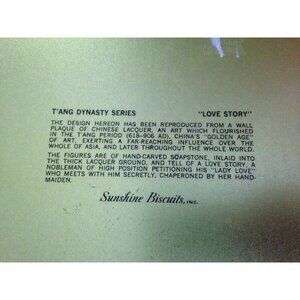 T'ANG DYNASTY SERIES "LOVE STORY"
THE DESIGN HEREON HAS BEEN REPRODUCED FROM A WALL
PLAQUE OF CHINESE LACQUER, AN ART WHICH FLOURISHED
IN THE T'ANG PERIOD (618-906 AD), CHINA'S "GOLDEN AGE"
OF ART, EXERTING A FAR-REACHING INFLUENCE OVER THE
WHOLE OF ASIA, AND LATER THROUGHOUT THE WHOLE WORLD.
THE FIGURES ARE OF HAND-CARVED SOAPSTONE, INLAID INTO
THE THICK LACQUER GROUND, AND TELL OF A LOVE STORY, A
NOBLEMAN OF HIGH POSITION PETITIONING HIS "LADY LOVE"
WHO MEETS WITH HIM SECRETLY, CHAPERONED BY HER HAND-
MAIDEN.
Sunshine Biscuits, INC.